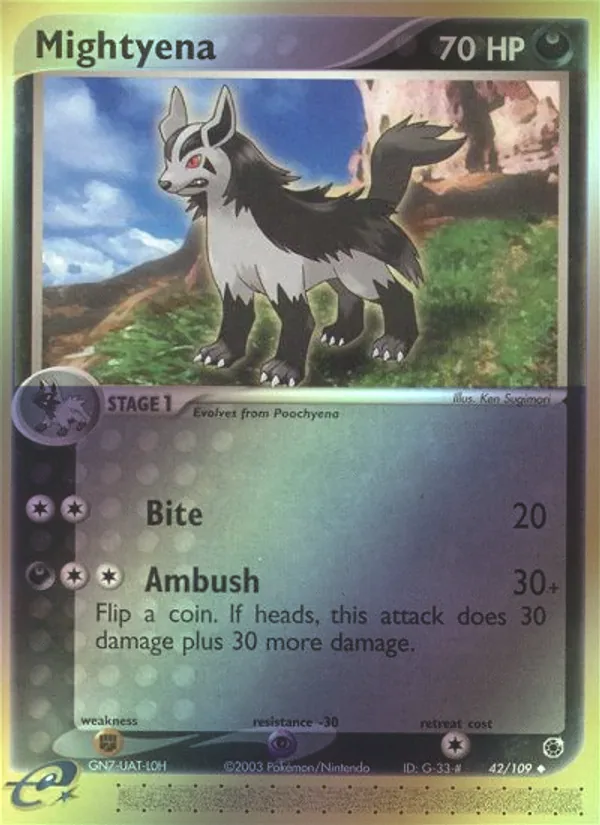 Mightyena 70 HP
STAGE 1
Evolves from Poochyena
Illus. Ken Sugimori
Bite 20
Ambush 30+
Flip a coin. If heads, this attack does 30
damage plus 30 more damage.
weakness resistance -30 retreat cost
GN7-UAT-L0H ©2003 Pokémon/Nintendo ID: G-33-# 42/109
e